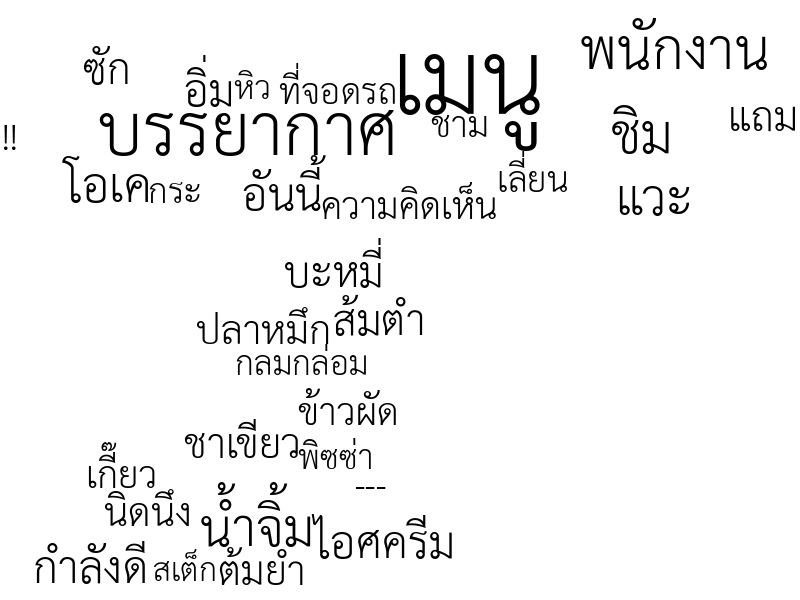 พนักงาน
ซัก
เมนู
อิ่ม
หิว
ที่จอดรถ
บรรยากาศ
ชาม
ชิม
แถม
!!
โอเค
กระ
อันนี้
ความคิดเห็น
เลี่ยน
แวะ
บะหมี่
ปลาหมึก
ส้มตำ
กลมกล่อม
ข้าวผัด
ชาเขียว
พิซซ่า
เกี๊ยว
---
นิดนึง
น้ำจิ้ม
ไอศครีม
กำลังดี
สเต็ก
ต้มยำ